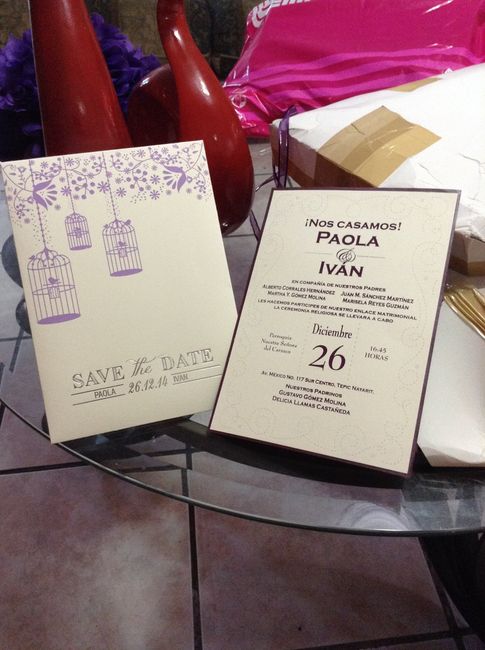 SAVE the DATE
PAOLA 26.12.14 IVAN
¡NOS CASAMOS!
PAOLA
&
IVÁN
EN COMPAÑÍA DE NUESTROS PADRES
ALBERTO CORRALES HERNÁNDEZ JUAN M. SÁNCHEZ MARTÍNEZ
MARTHA Y. GÓMEZ MOLINA MARISELA REYES GUZMÁN
LES HACEMOS PARTICIPES DE NUESTRO ENLACE MATRIMONIAL
LA CEREMONIA RELIGIOSA SE LLEVARA A CABO
Diciembre
Parroquia
Nuestra Señora
del Carmen
26
16:45
HORAS
AV. MÉXICO NO. 117 SUR CENTRO, TEPIC NAYARIT.
NUESTROS PADRINOS
GUSTAVO GÓMEZ MOLINA
DELICIA LLAMAS CASTAÑEDA